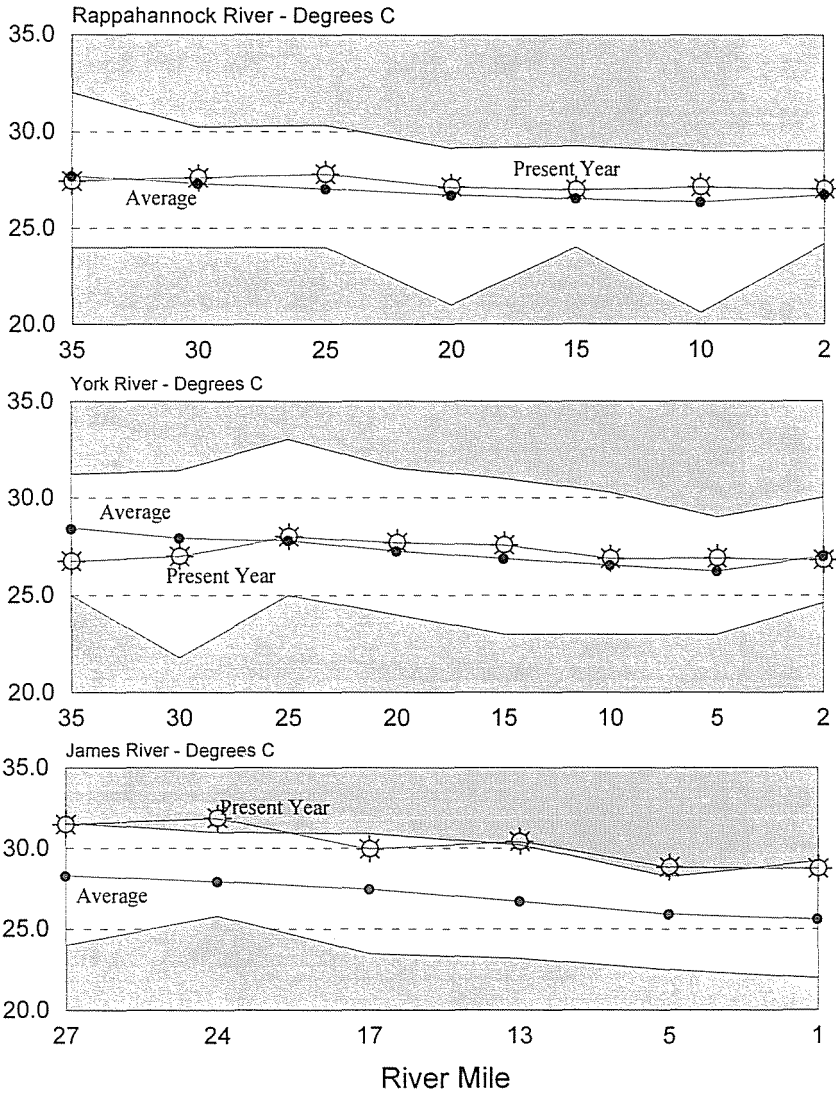 Rappahannock River - Degrees C
35.0
30.0
Present Year
Average
25.0
20.0
35 30 25 20 15 10 2
York River - Degrees C
35.0
30.0
Average
Present Year
25.0
20.0
35 30 25 20 15 10 5 2
James River - Degrees C
35.0
Present Year
30.0
Average
25.0
20.0
27 24 17 13 5 1
River Mile